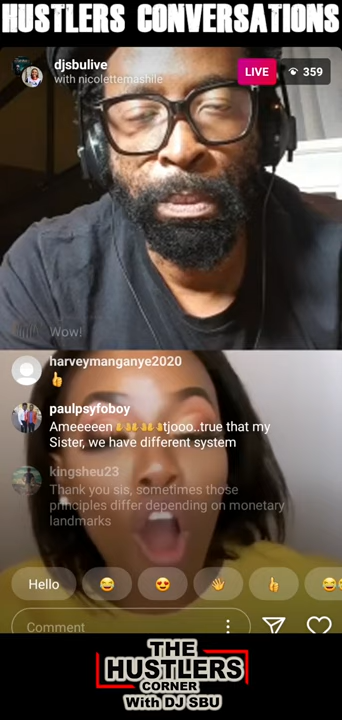 HUSTLERS CONVERSATIONS
djsbulive
with nicolettemashile
LIVE
359
Wow!
harveymanganye2020
👍
paulpsyfoboy
Ameeeeen🙌🙌🙌🙌tjooo..true that my
Sister, we have different system
kingsheu23
Thank you sis, sometimes those
principles differ depending on monetary
landmarks
Hello
Comment
THE
HUSTLERS
CORNER
With DJ SBU